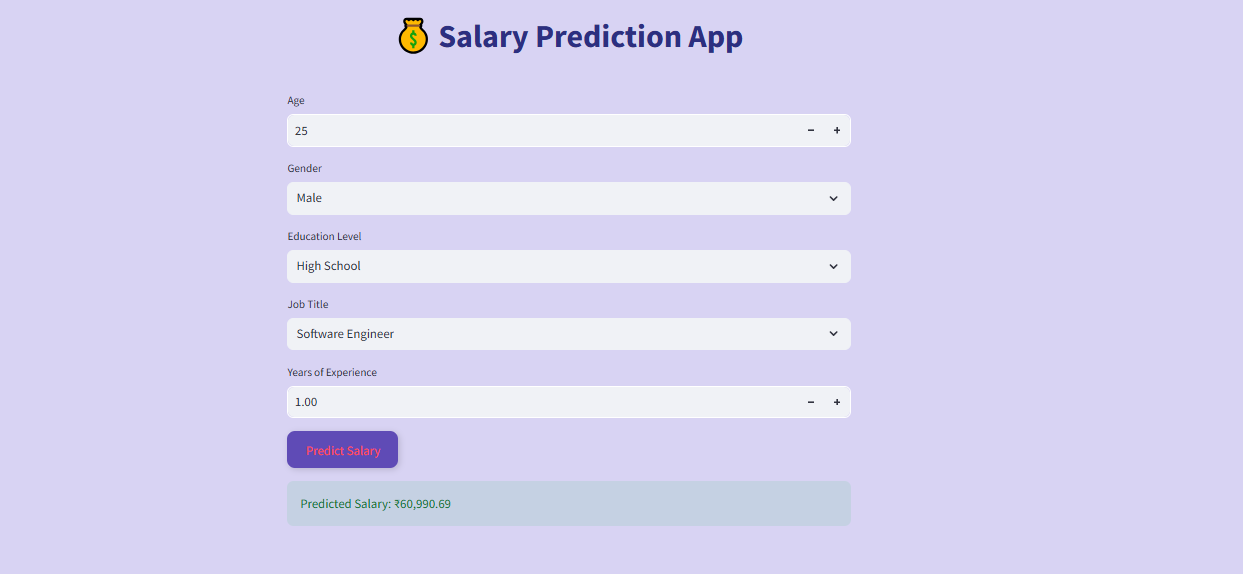 Salary Prediction App
Age
25
Gender
Male
Education Level
High School
Job Title
Software Engineer
Years of Experience
1.00
Predict Salary
Predicted Salary: ₹60,990.69